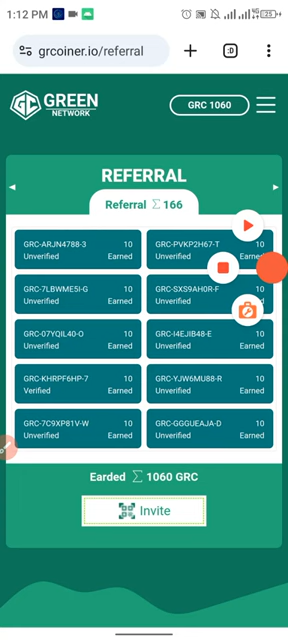 1:12 PM
grcoiner.io/referral
:D
GREEN
NETWORK
GRC 1060
REFERRAL
Referral Σ 166
GRC-ARJN4788-3 10
Unverified Earned
GRC-PVKP2H67-T 10
Unverified Earned
GRC-7LBWME5I-G 10
Unverified Earned
GRC-SXS9AH0R-F
Unverified Earned
GRC-07YQIL40-O 10
Unverified Earned
GRC-I4EJIB48-E 10
Unverified Earned
GRC-KHRPF6HP-7 10
Verified Earned
GRC-YJW6MU88-R 10
Unverified Earned
GRC-7C9XP81V-W 10
Unverified Earned
GRC-GGGUEAJA-D 10
Unverified Earned
Earded Σ 1060 GRC
Invite